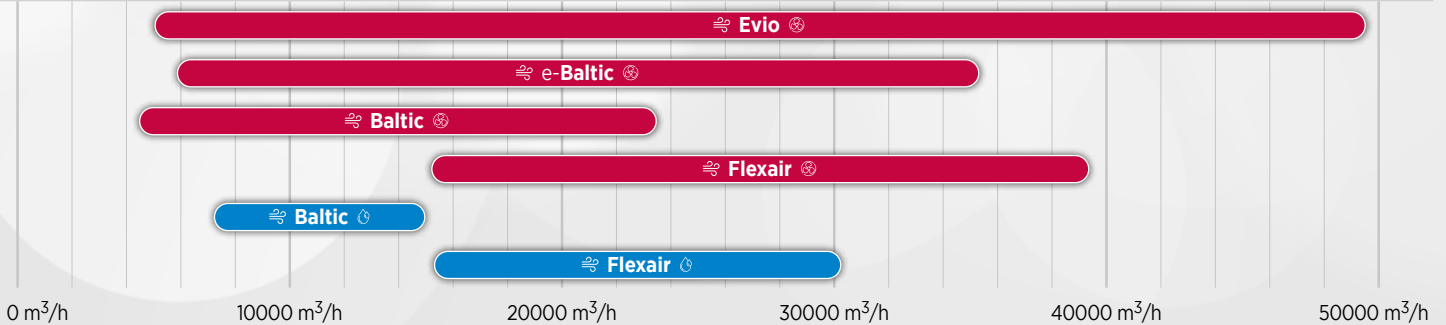 Evio
e-Baltic
Baltic
Flexair
Baltic
Flexair
0 m³/h 10000 m³/h 20000 m³/h 30000 m³/h 40000 m³/h 50000 m³/h